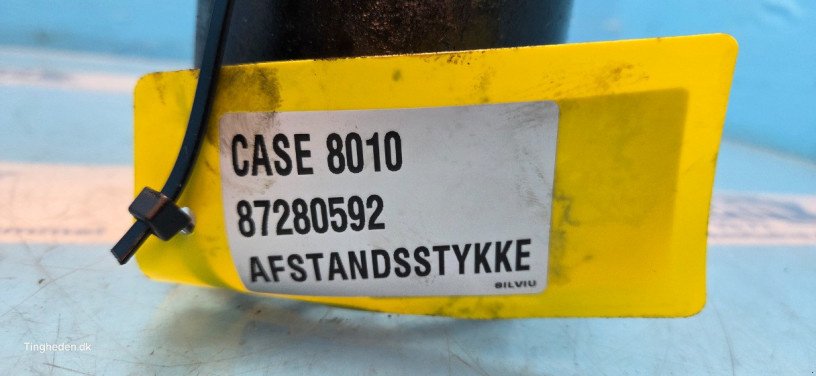 CASE 8010
87280592
AFSTANDSSTYKKE
SILVIU
Tingheden.dk